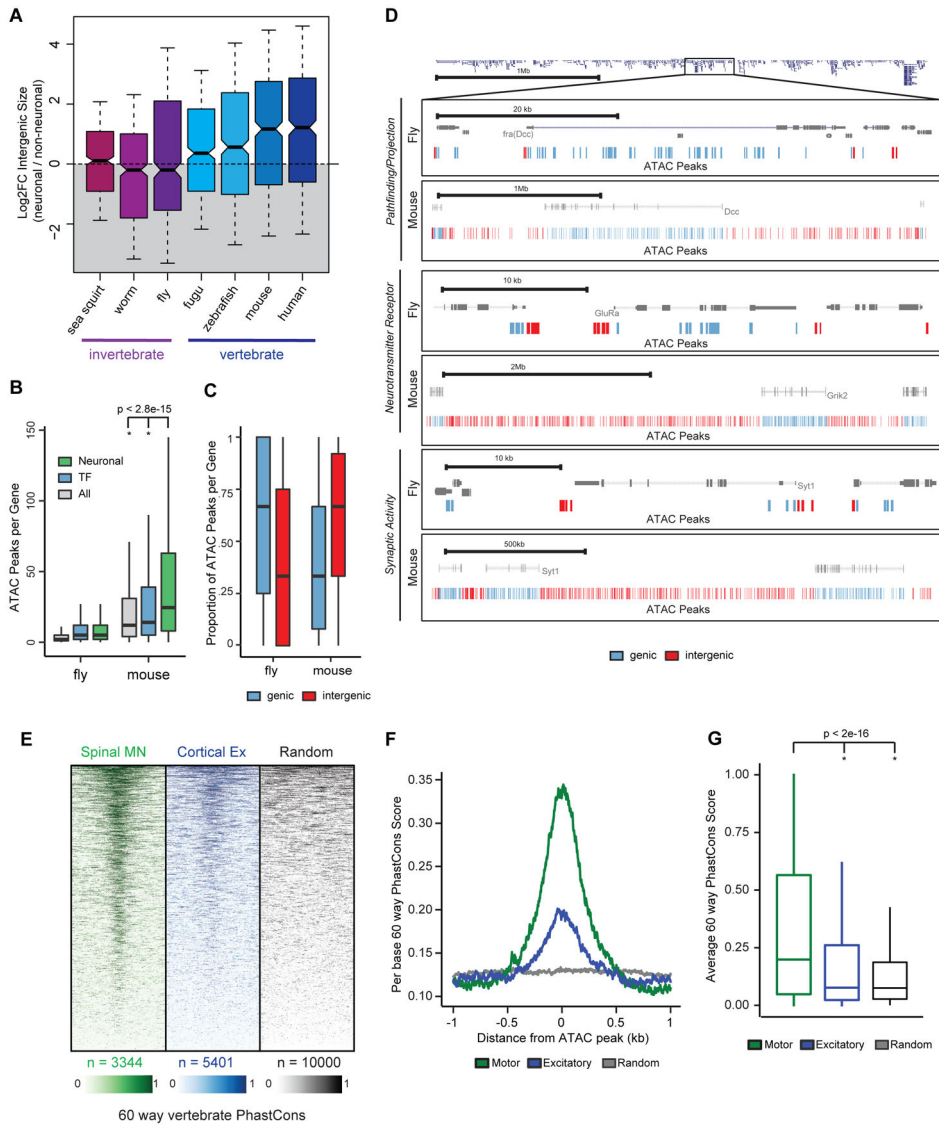 A
Log2FC Intergenic Size
(neuronal / non-neuronal)
4
2
0
−2
sea squirt
worm
fly
fugu
zebrafish
mouse
human
invertebrate
vertebrate
B
p < 2.8e-15
* *
ATAC Peaks per Gene
150
100
50
0
Neuronal
TF
All
fly
mouse
C
Proportion of ATAC Peaks per Gene
1
.75
0.5
.25
0
fly
mouse
genic
intergenic
D
1Mb
Pathfinding/Projection
Fly
20 kb
fra(Dcc)
ATAC Peaks
Mouse
1Mb
Dcc
ATAC Peaks
Neurotransmitter Receptor
Fly
10 kb
GluRa
ATAC Peaks
Mouse
2Mb
Grik2
ATAC Peaks
Synaptic Activity
Fly
10 kb
Syt1
ATAC Peaks
Mouse
500kb
Syt1
ATAC Peaks
genic
intergenic
E
Spinal MN
Cortical Ex
Random
n = 3344
n = 5401
n = 10000
0 1
0 1
0 1
60 way vertebrate PhastCons
F
Per base 60 way PhastCons Score
0.35
0.30
0.25
0.20
0.15
0.10
-1
-0.5
0
0.5
1
Distance from ATAC peak (kb)
Motor
Excitatory
Random
G
p < 2e-16
* *
Average 60 way PhastCons Score
1.00
0.75
0.50
0.25
0.00
Motor
Excitatory
Random